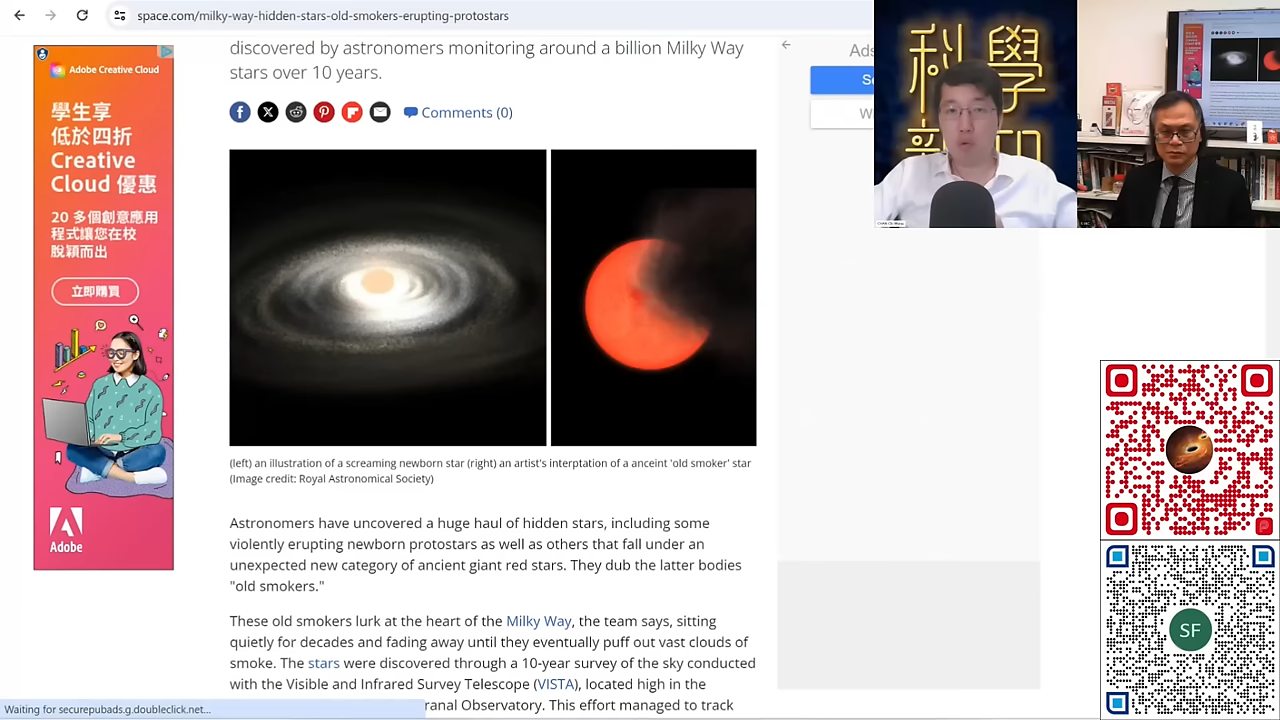 space.com/milky-way-hidden-stars-old-smokers-erupting-protostars
discovered by astronomers monitoring around a billion Milky Way
stars over 10 years.
Comments (0)
Adobe Creative Cloud
學生享
低於四折
Creative
Cloud 優惠
20 多個創意應用
程式讓您在校
脫穎而出
立即購買
Adobe
科學
(left) an illustration of a screaming newborn star (right) an artist's interptation of a anceint 'old smoker' star
(Image credit: Royal Astronomical Society)
Astronomers have uncovered a huge houl of hidden stars, including some
violently erupting newborn protostars as well as others that fall under an
unexpected new category of ancient giant red stars. They dub the latter bodies
"old smokers."
These old smokers lurk at the heart of the Milky Way, the team says, sitting
quietly for decades and fading away until they eventually puff out vast clouds of
smoke. The stars were discovered through a 10-year survey of the sky conducted
with the Visible and Infrared Survey Telescope (VISTA), located high in the
anal Observatory. This effort managed to track
Waiting for securepubads.g.doubleclick.net...
SF